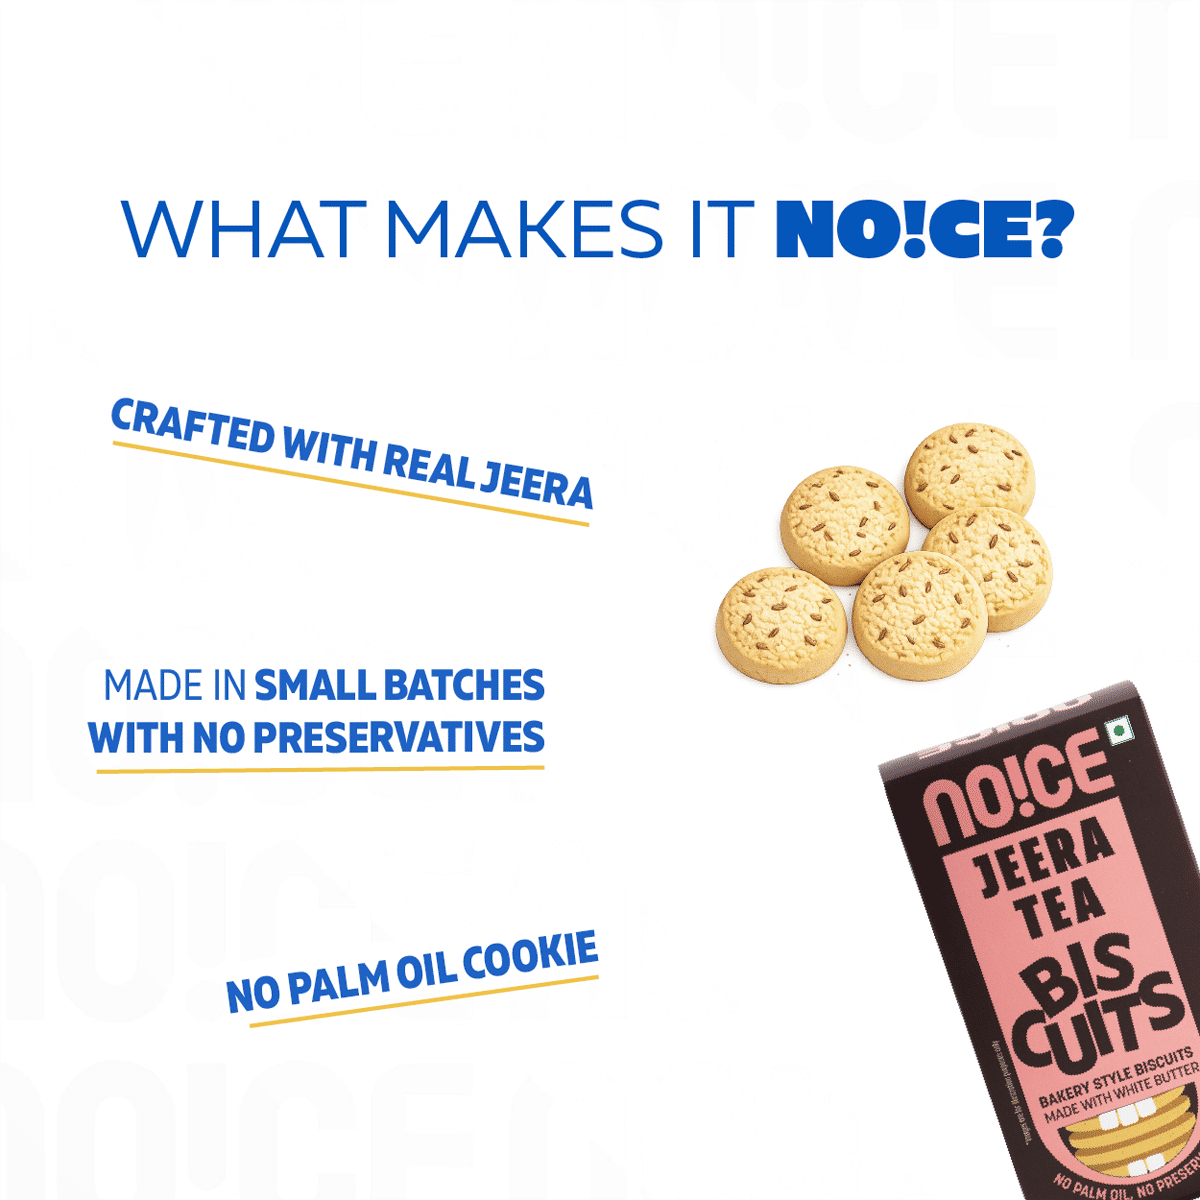 WHAT MAKES IT NO!CE?
CRAFTED WITH REAL JEERA
MADE IN SMALL BATCHES
WITH NO PRESERVATIVES
NO PALM OIL COOKIE
NO!CE
JEERA
TEA
BIS
CUITS
BAKERY STYLE BISCUITS
MADE WITH WHITE BUTTER
NO PALM OIL, NO PRESERV